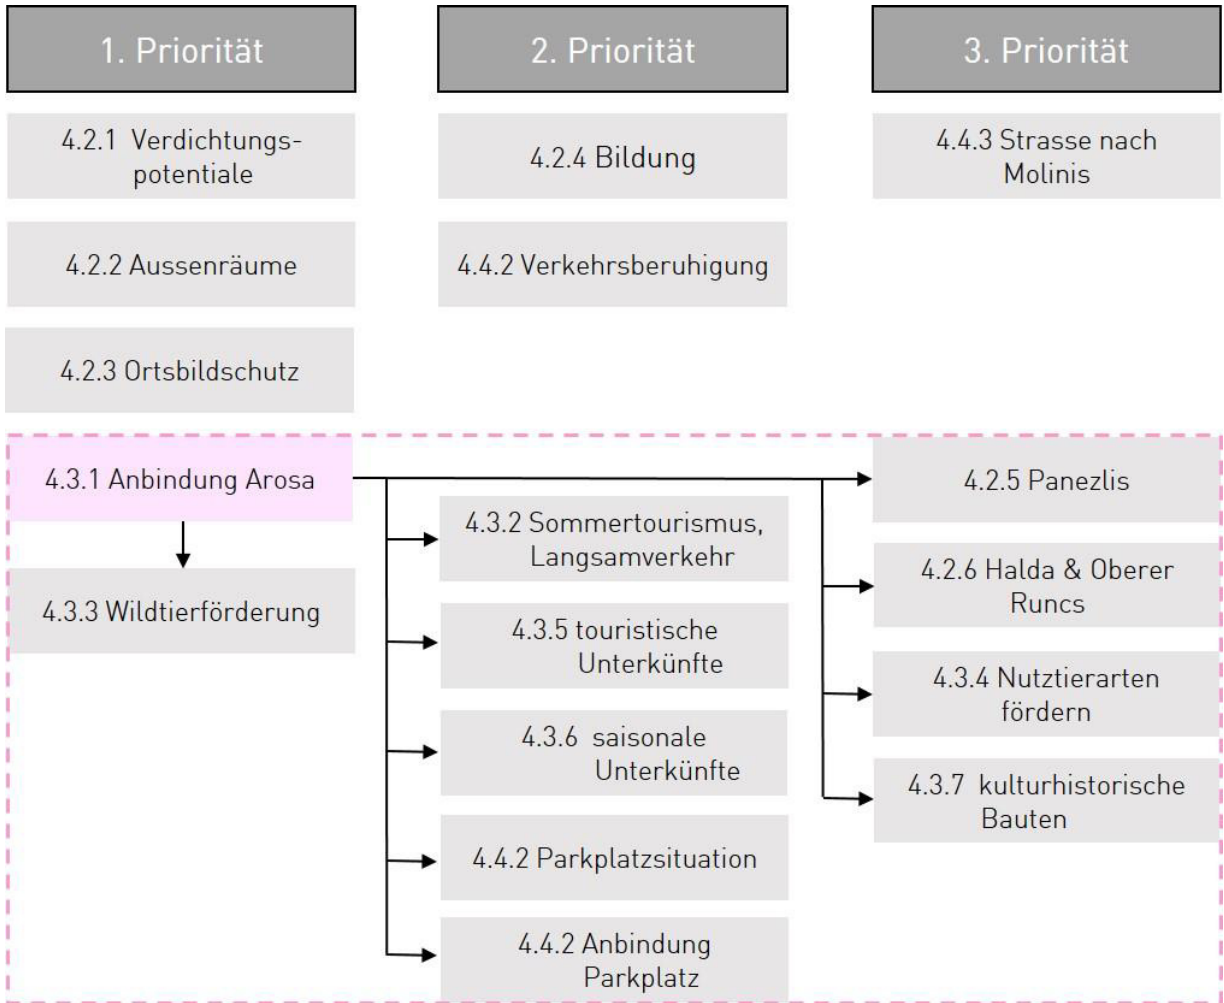 1. Priorität
4.2.1 Verdichtungs-
potentiale
4.2.2 Aussenräume
4.2.3 Ortsbildschutz
4.3.1 Anbindung Arosa
4.3.3 Wildtierförderung
2. Priorität
4.2.4 Bildung
4.4.2 Verkehrsberuhigung
4.3.2 Sommertourismus,
Langsamverkehr
4.3.5 touristische
Unterkünfte
4.3.6 saisonale
Unterkünfte
4.4.2 Parkplatzsituation
4.4.2 Anbindung
Parkplatz
3. Priorität
4.4.3 Strasse nach
Molinis
4.2.5 Panezlis
4.2.6 Halda & Oberer
Runcs
4.3.4 Nutztierarten
fördern
4.3.7 kulturhistorische
Bauten